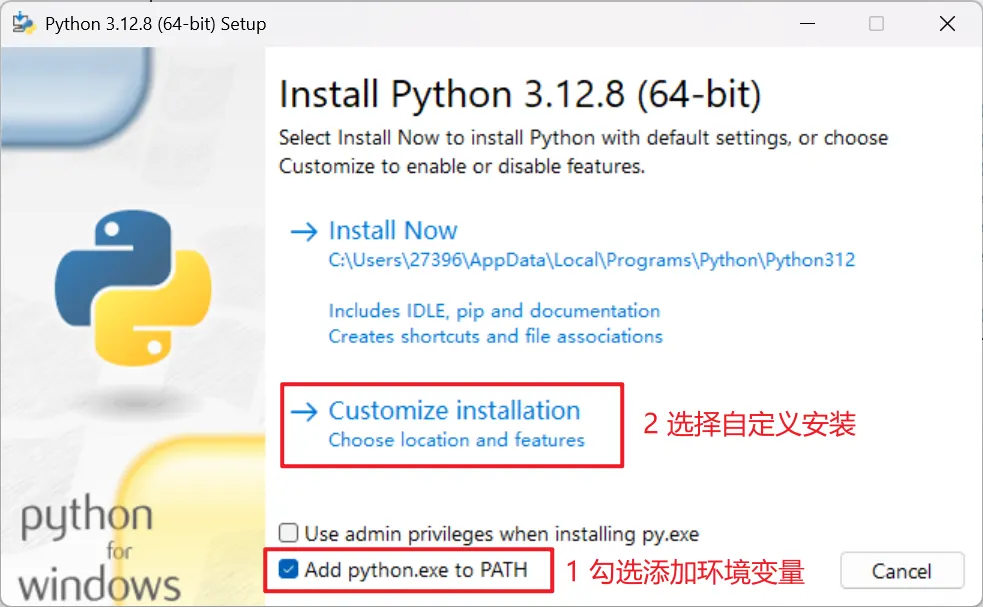 Python 3.12.8 (64-bit) Setup
Install Python 3.12.8 (64-bit)
Select Install Now to install Python with default settings, or choose
Customize to enable or disable features.
Install Now
C:\Users\27396\AppData\Local\Programs\Python\Python312
Includes IDLE, pip and documentation
Creates shortcuts and file associations
Customize installation
Choose location and features
2 选择自定义安装
Use admin privileges when installing py.exe
Add python.exe to PATH
1 勾选添加环境变量
Cancel
python
for
windows